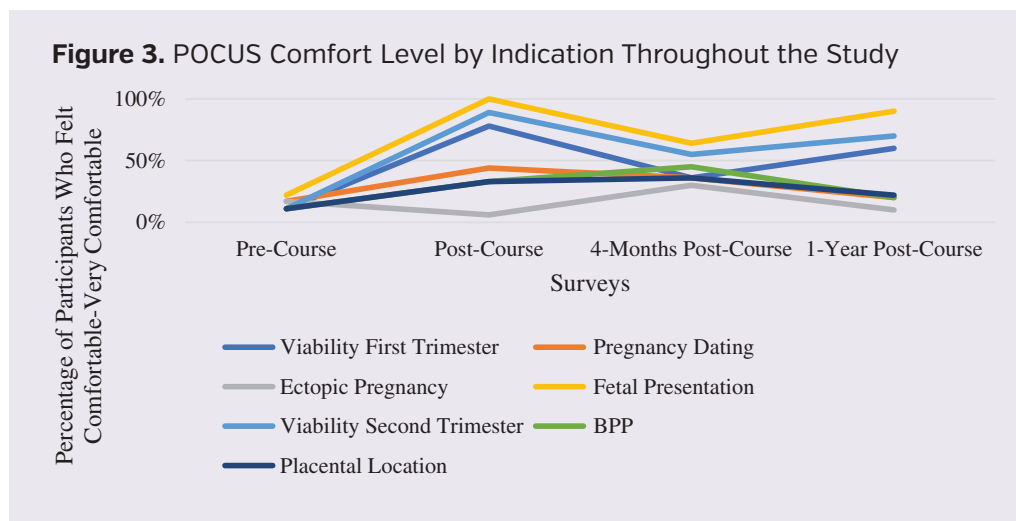 Figure 3. POCUS Comfort Level by Indication Throughout the Study
Percentage of Participants Who Felt
Comfortable-Very Comfortable
100%
50%
0%
Pre-Course Post-Course 4-Months Post-Course 1-Year Post-Course
Surveys
Viability First Trimester Pregnancy Dating
Ectopic Pregnancy Fetal Presentation
Viability Second Trimester BPP
Placental Location